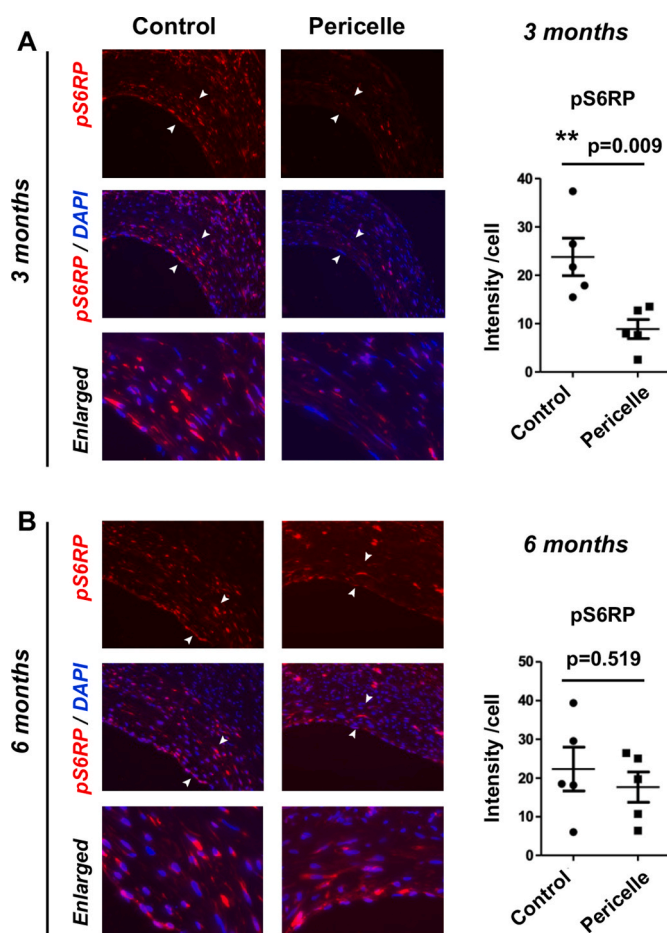 A
Control
Pericelle
3 months
pS6RP
pS6RP / DAPI
Enlarged
3 months
pS6RP
** p=0.009
Intensity /cell
40
30
20
10
0
Control
Pericelle
B
6 months
pS6RP
pS6RP / DAPI
Enlarged
6 months
pS6RP
p=0.519
Intensity /cell
50
40
30
20
10
0
Control
Pericelle